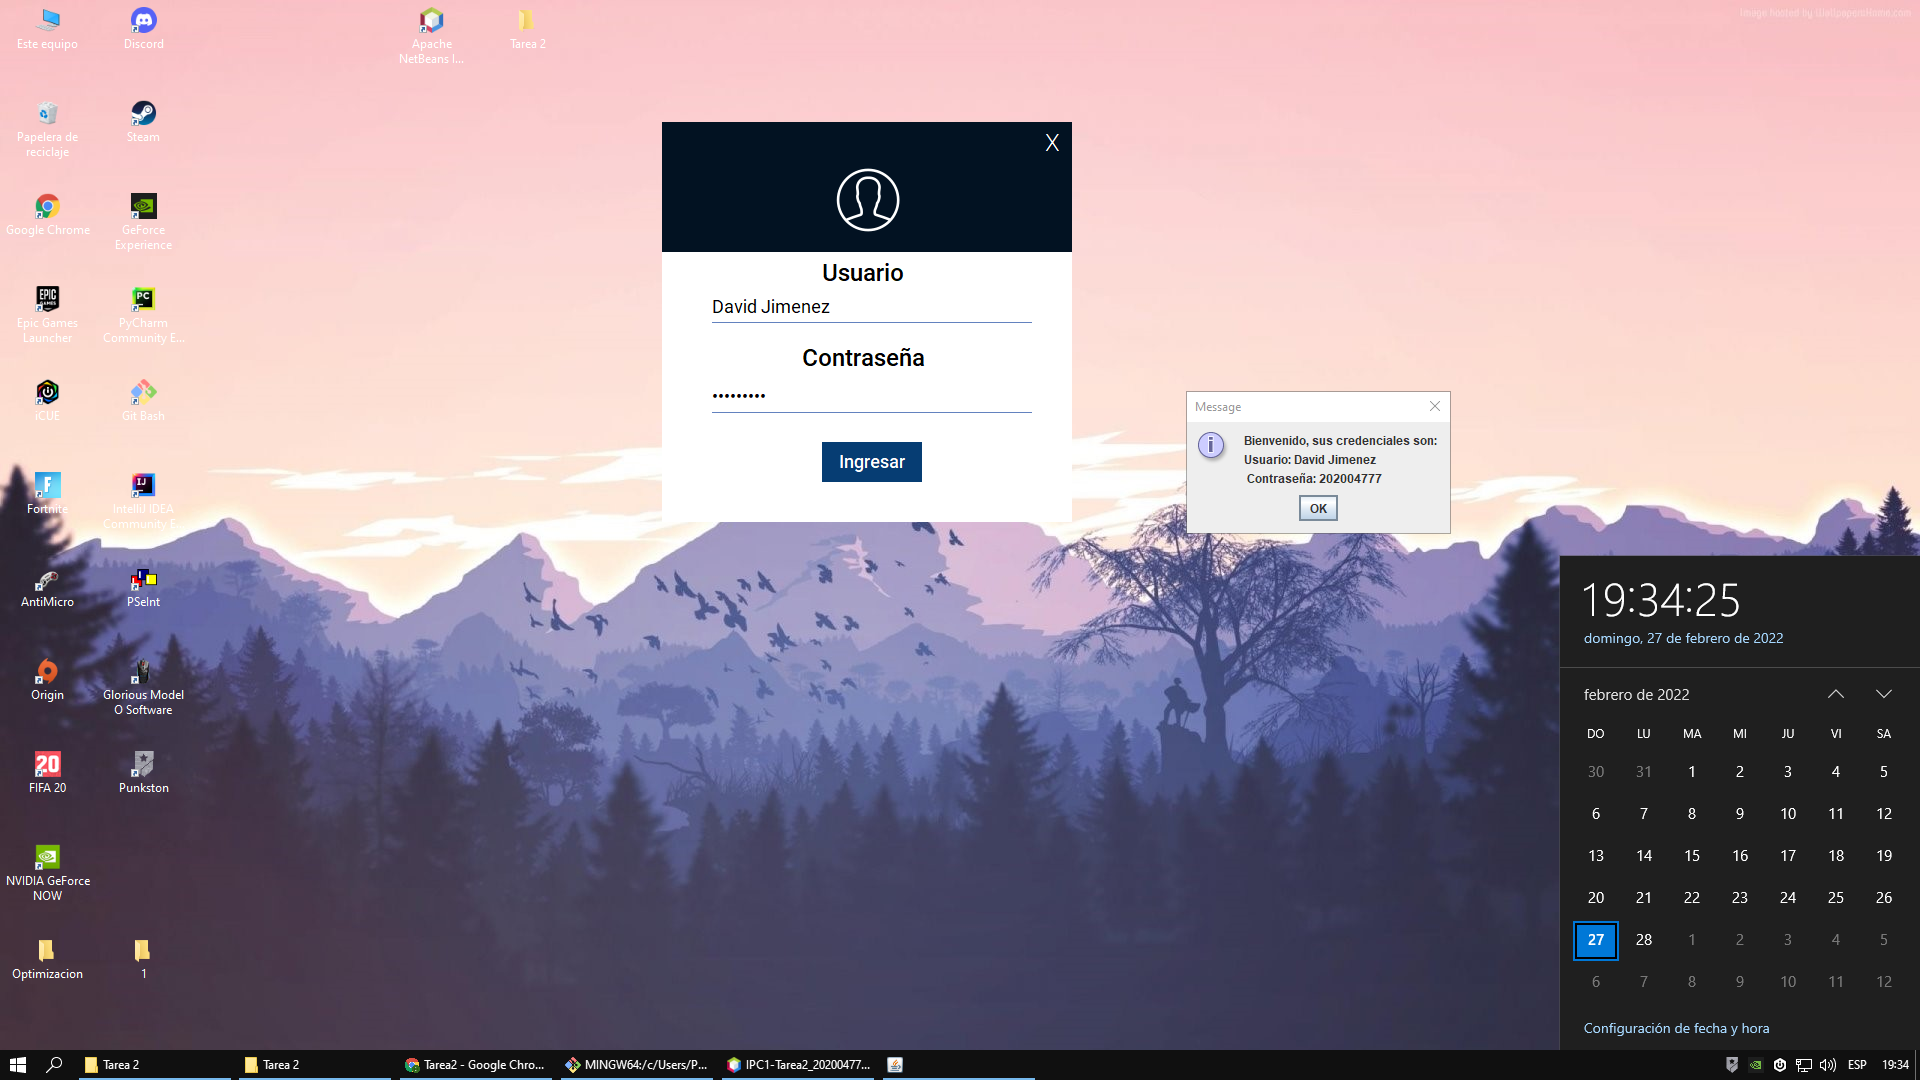 Image hosted by WallpapersHome.com
Este equipo
Discord
Apache
NetBeans I...
Tarea 2
Papelera de
reciclaje
Steam
Google Chrome
GeForce
Experience
Epic Games
Launcher
PyCharm
Community E...
iCUE
Git Bash
Fortnite
IntelliJ IDEA
Community E...
AntiMicro
PSeInt
Origin
Glorious Model
O Software
FIFA 20
Punkston
NVIDIA GeForce
NOW
Optimizacion
1
X
Usuario
David Jimenez
Contraseña
•••••••••
Ingresar
Message
Bienvenido, sus credenciales son:
Usuario: David Jimenez
Contraseña: 202004777
OK
19:34:25
domingo, 27 de febrero de 2022
febrero de 2022
DO LU MA MI JU VI SA
30 31 1 2 3 4 5
6 7 8 9 10 11 12
13 14 15 16 17 18 19
20 21 22 23 24 25 26
27 28 1 2 3 4 5
6 7 8 9 10 11 12
Configuración de fecha y hora
Tarea 2
Tarea 2
Tarea2 - Google Chro...
MINGW64:/c/Users/P...
IPC1-Tarea2_20200477...
ESP
19:34